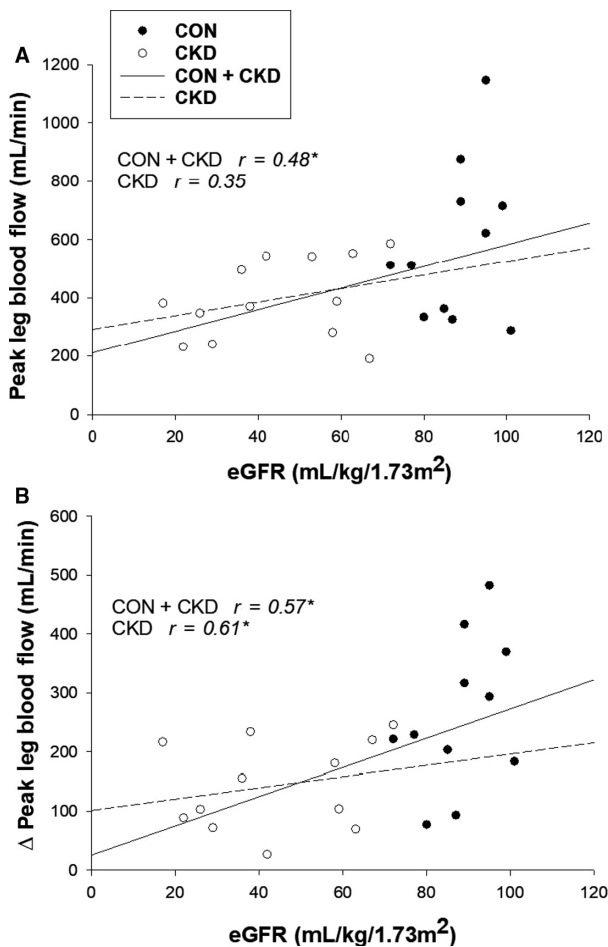 CON
A
CKD
CON + CKD
CKD
1200
1000
800
600
400
200
0
Peak leg blood flow (mL/min)
CON + CKD r = 0.48*
CKD r = 0.35
0 20 40 60 80 100 120
eGFR (mL/kg/1.73m²)
B
600
500
400
300
200
100
0
Δ Peak leg blood flow (mL/min)
CON + CKD r = 0.57*
CKD r = 0.61*
0 20 40 60 80 100 120
eGFR (mL/kg/1.73m²)